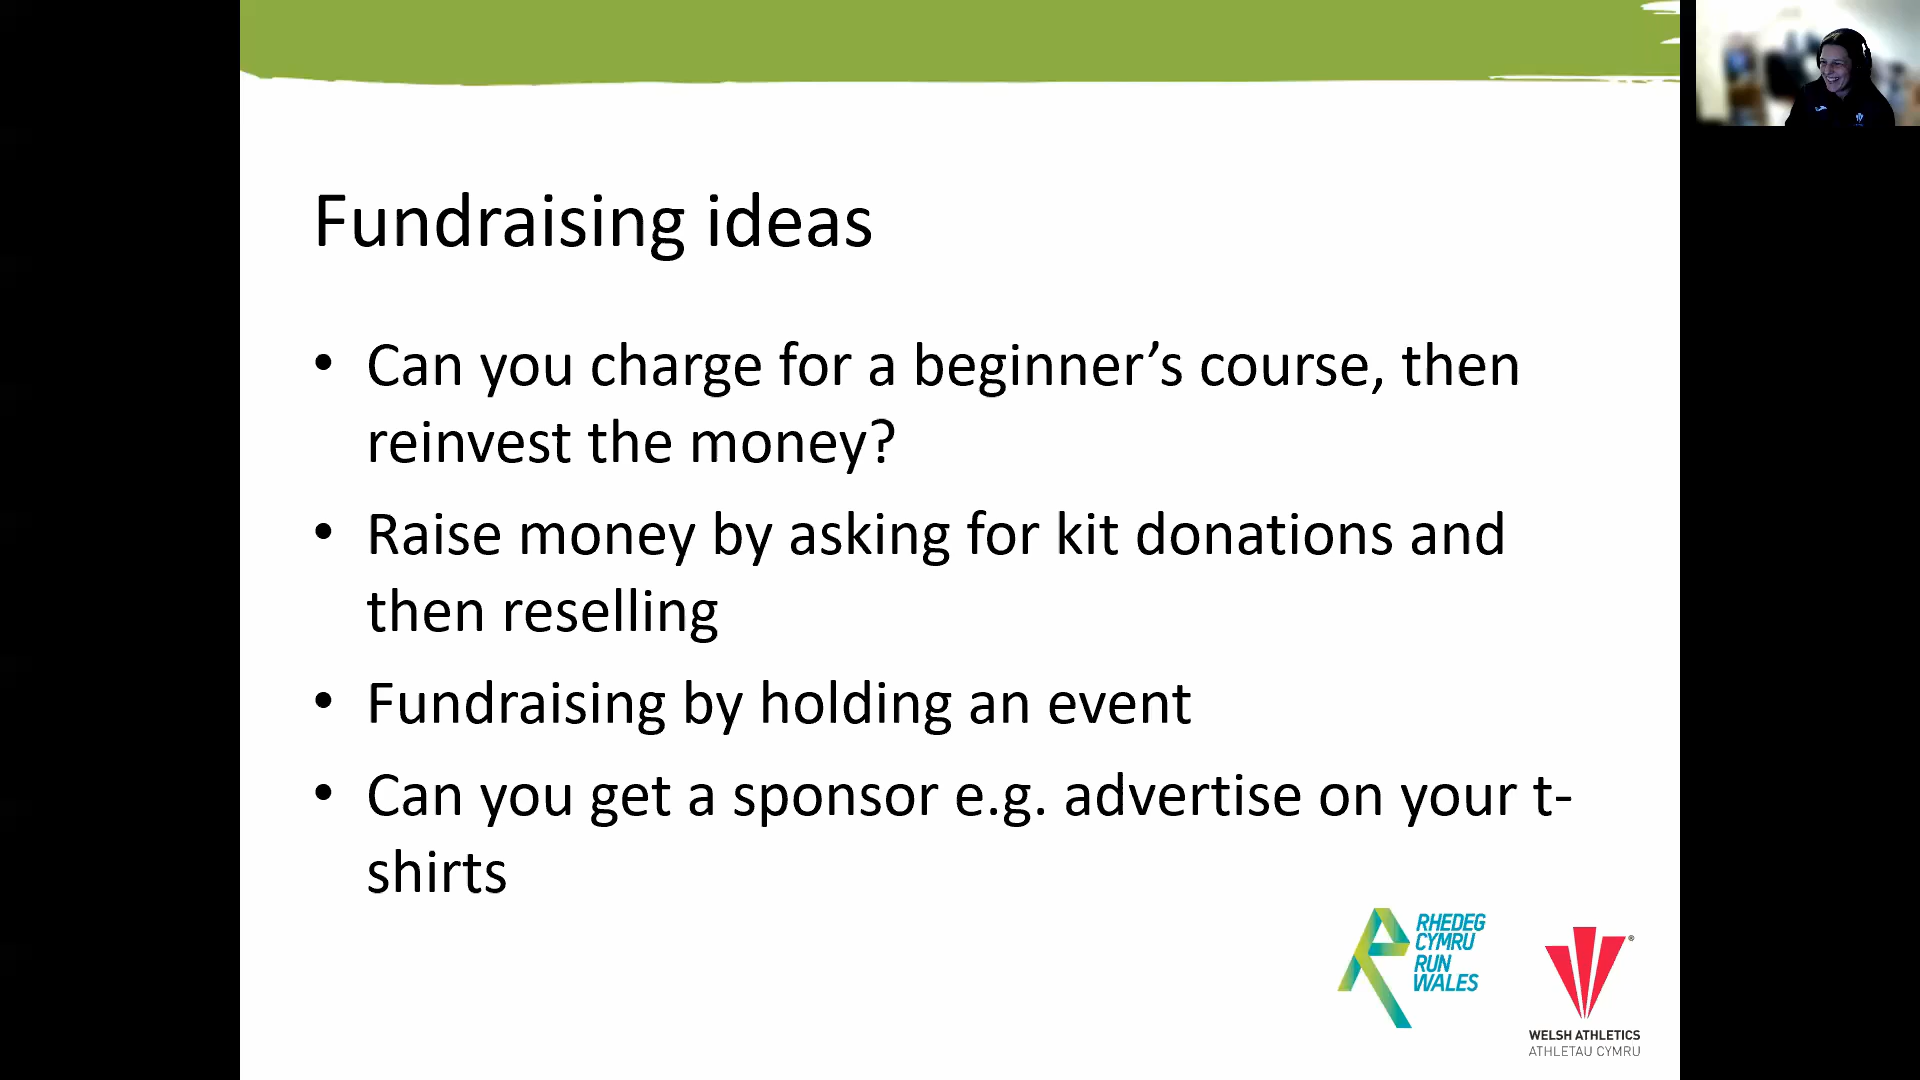 Fundraising ideas
• Can you charge for a beginner’s course, then
reinvest the money?
• Raise money by asking for kit donations and
then reselling
• Fundraising by holding an event
• Can you get a sponsor e.g. advertise on your t-
shirts
RHEDEG
CYMRU
RUN
WALES
WELSH ATHLETICS
ATHLETAU CYMRU